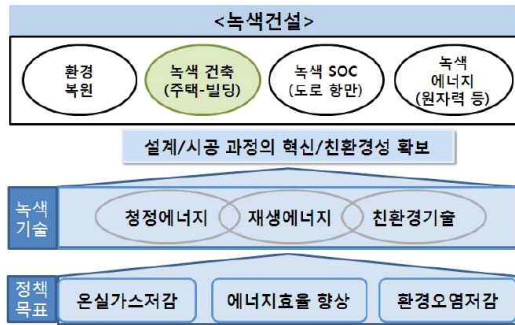 <녹색건설>
환경
복원
녹색 건축
(주택-빌딩)
녹색 SOC
(도로 항만)
녹색
에너지
(원자력 등)
설계/시공 과정의 혁신/친환경성 확보
녹색
기술
청정에너지
재생에너지
친환경기술
정책
목표
온실가스저감
에너지효율 향상
환경오염저감